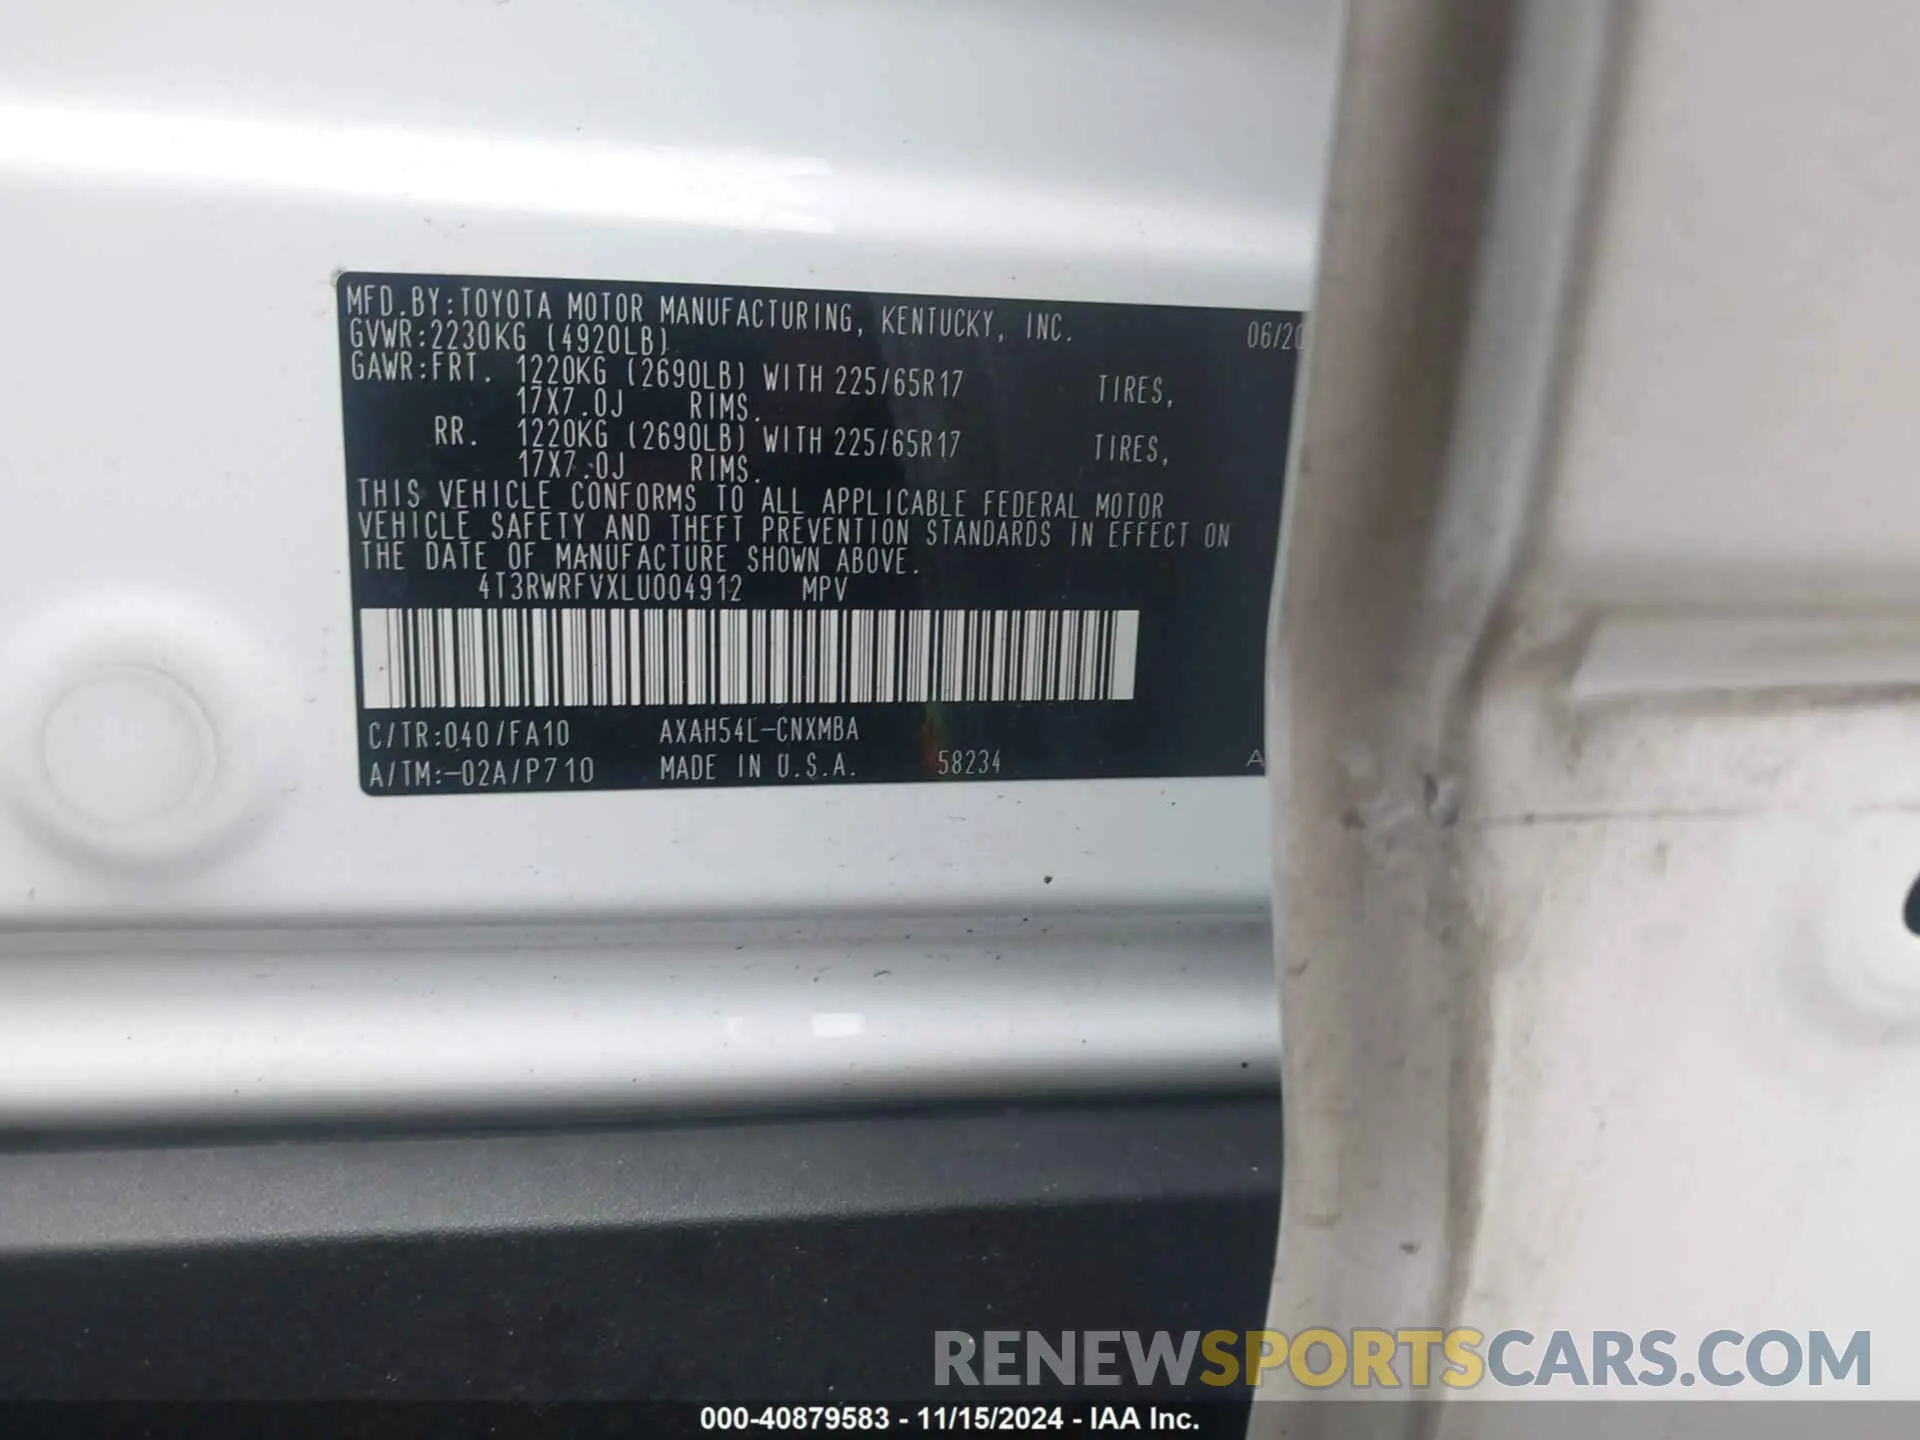 MFD.BY:TOYOTA MOTOR MANUFACTURING, KENTUCKY, INC. 06/20
GVWR:2230KG (4920LB)
GAWR:FRT. 1220KG (2690LB) WITH 225/65R17 TIRES,
17X7.0J RIMS.
RR. 1220KG (2690LB) WITH 225/65R17 TIRES,
17X7.0J RIMS.
THIS VEHICLE CONFORMS TO ALL APPLICABLE FEDERAL MOTOR
VEHICLE SAFETY AND THEFT PREVENTION STANDARDS IN EFFECT ON
THE DATE OF MANUFACTURE SHOWN ABOVE.
4T3RWRFVXLU004912 MPV
C/TR:040/FA10 AXAH54L-CNXMBA
A/TM:-02A/P710 MADE IN U.S.A. 58234 A
RENEWSPORTSCARS.COM
000-40879583 - 11/15/2024 - IAA Inc.